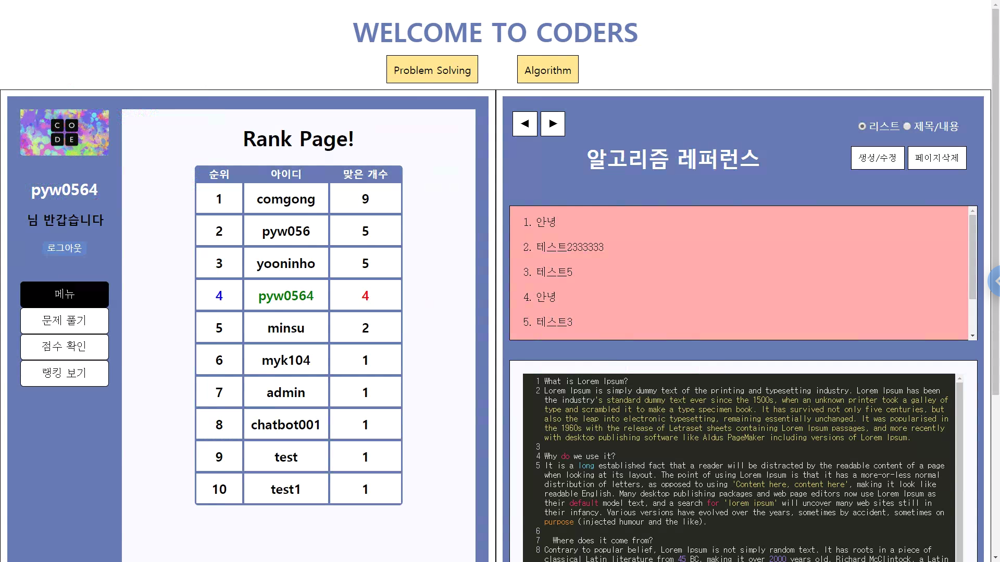 WELCOME TO CODERS
Problem Solving
Algorithm
C O
D E
pyw0564
님 반갑습니다
로그아웃
메뉴
문제 풀기
점수 확인
랭킹 보기
Rank Page!
순위 아이디 맞은 개수
1 comgong 9
2 pyw056 5
3 yooninho 5
4 pyw0564 4
5 minsu 2
6 myk104 1
7 admin 1
8 chatbot001 1
9 test 1
10 test1 1
◀ ▶
리스트 제목/내용
알고리즘 레퍼런스
생성/수정 페이지삭제
1. 안녕
2. 테스트2333333
3. 테스트5
4. 안녕
5. 테스트3
1 What is Lorem Ipsum?
2 Lorem Ipsum is simply dummy text of the printing and typesetting industry. Lorem Ipsum has been
the industry's standard dummy text ever since the 1500s, when an unknown printer took a galley of
type and scrambled it to make a type specimen book. It has survived not only five centuries, but
also the leap into electronic typesetting, remaining essentially unchanged. It was popularised in
the 1960s with the release of Letraset sheets containing Lorem Ipsum passages, and more recently
with desktop publishing software like Aldus PageMaker including versions of Lorem Ipsum.
3
4 Why do we use it?
5 It is a long established fact that a reader will be distracted by the readable content of a page
when looking at its layout. The point of using Lorem Ipsum is that it has a more-or-less normal
distribution of letters, as opposed to using 'Content here, content here', making it look like
readable English. Many desktop publishing packages and web page editors now use Lorem Ipsum as
their default model text, and a search for 'lorem ipsum' will uncover many web sites still in
their infancy. Various versions have evolved over the years, sometimes by accident, sometimes on
purpose (injected humour and the like).
6
7 Where does it come from?
8 Contrary to popular belief, Lorem Ipsum is not simply random text. It has roots in a piece of
classical Latin literature from 45 BC, making it over 2000 years old. Richard McClintock, a Latin